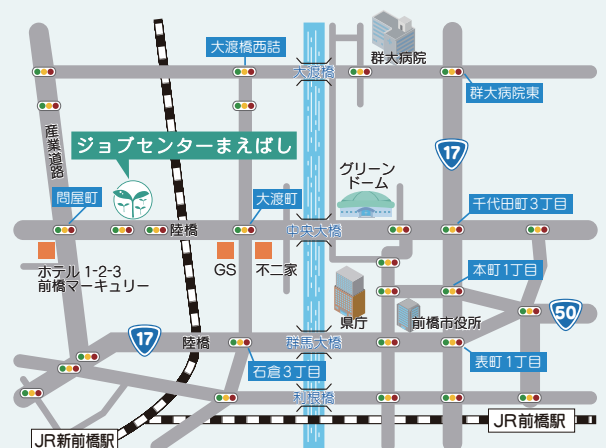 大渡橋西詰
群大病院
大渡橋
群大病院東
産業道路
ジョブセンターまえばし
17
グリーン
ドーム
問屋町
大渡町
千代田町3丁目
陸橋
中央大橋
ホテル 1-2-3
前橋マーキュリー
GS
不二家
本町1丁目
県庁
前橋市役所
50
17
陸橋
群馬大橋
石倉3丁目
表町1丁目
利根橋
JR新前橋駅
JR前橋駅